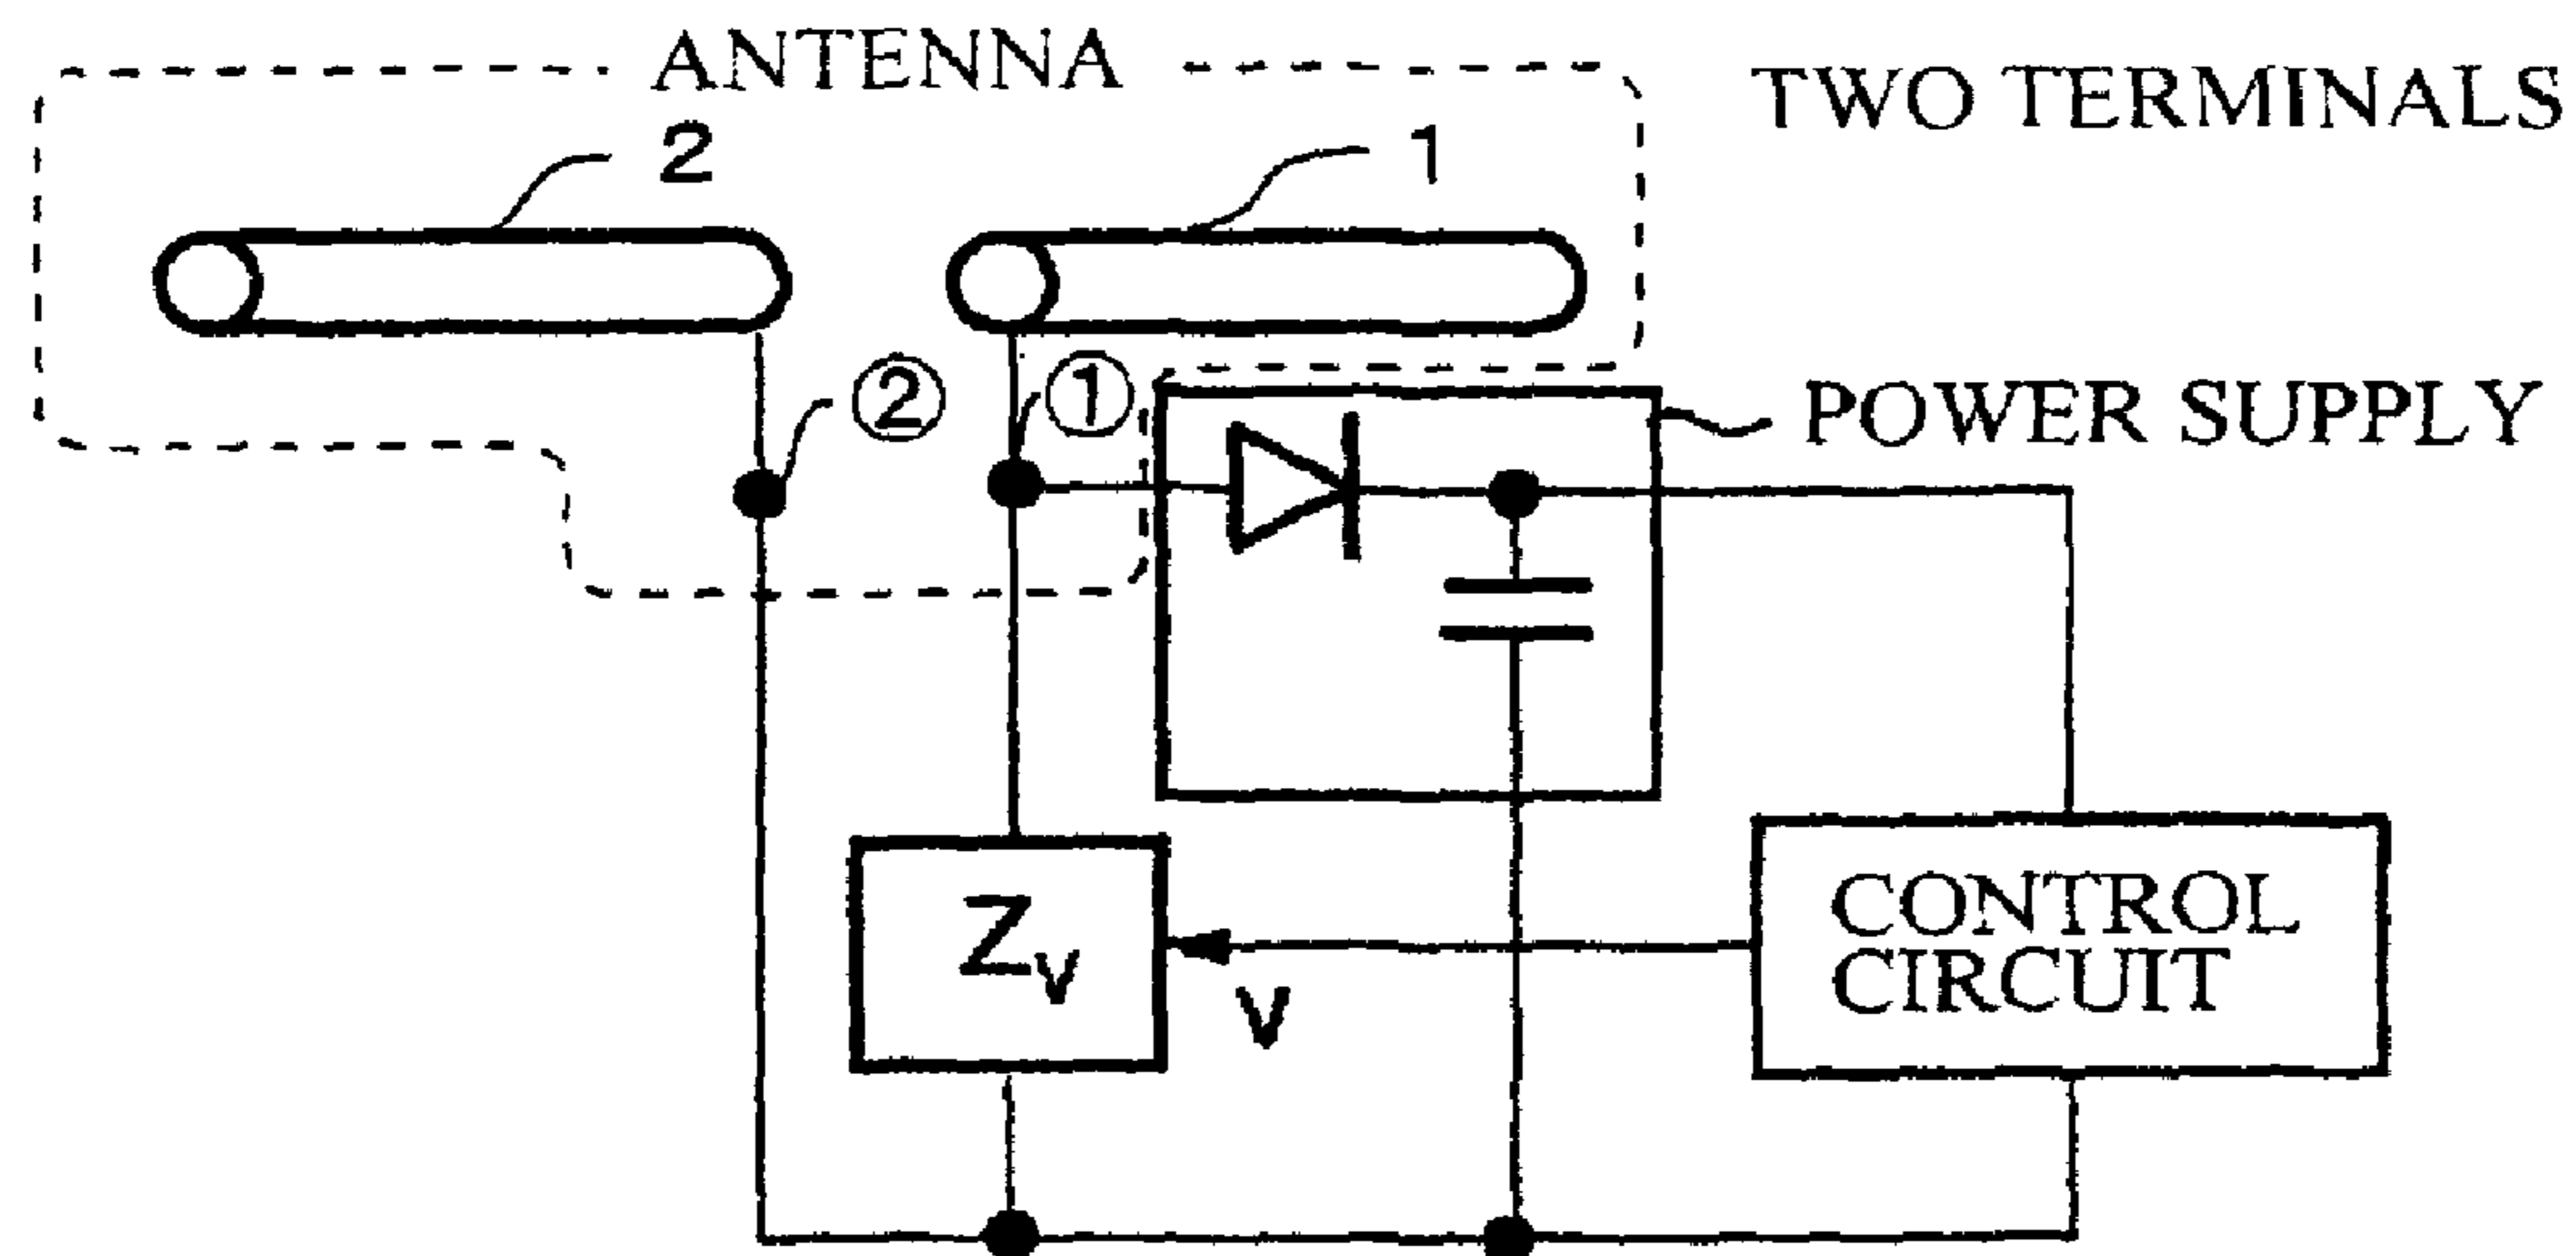 ANTENNA
TWO TERMINALS
2
1
②
①
POWER SUPPLY
Zv
v
CONTROL
CIRCUIT